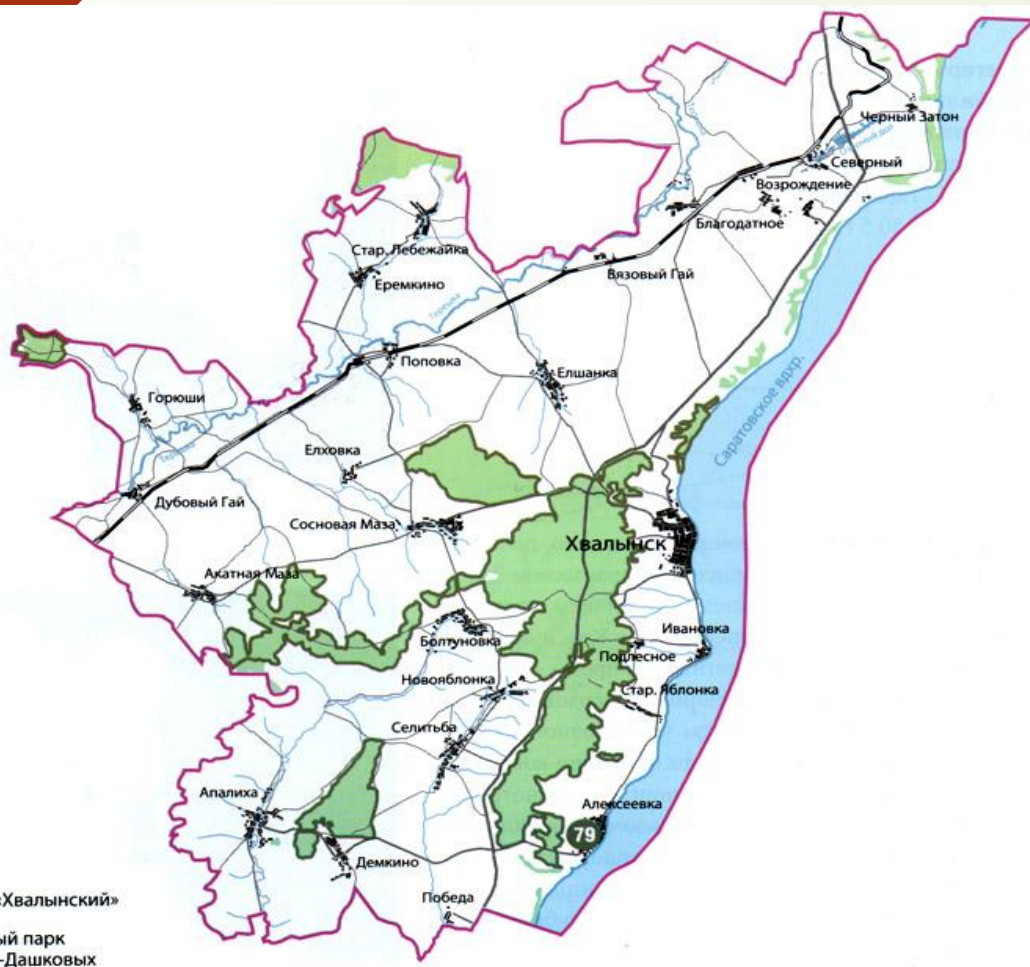 Черный Затон
Северный
Возрождение
Благодатное
Вязовый Гай
Стар. Лебежайка
Еремкино
Терешка
Поповка
Елшанка
Саратовское вдхр.
Горюши
Терешка
Елховка
Дубовый Гай
Сосновая Маза
Хвалынск
Акатная Маза
Ивановка
Болтуновка
Подлесное
Новояблонка
Стар. Яблонка
Селитьба
Апалиха
Алексеевка
79
Демкино
Победа
«Хвалынский»
ый парк
-Дашковых